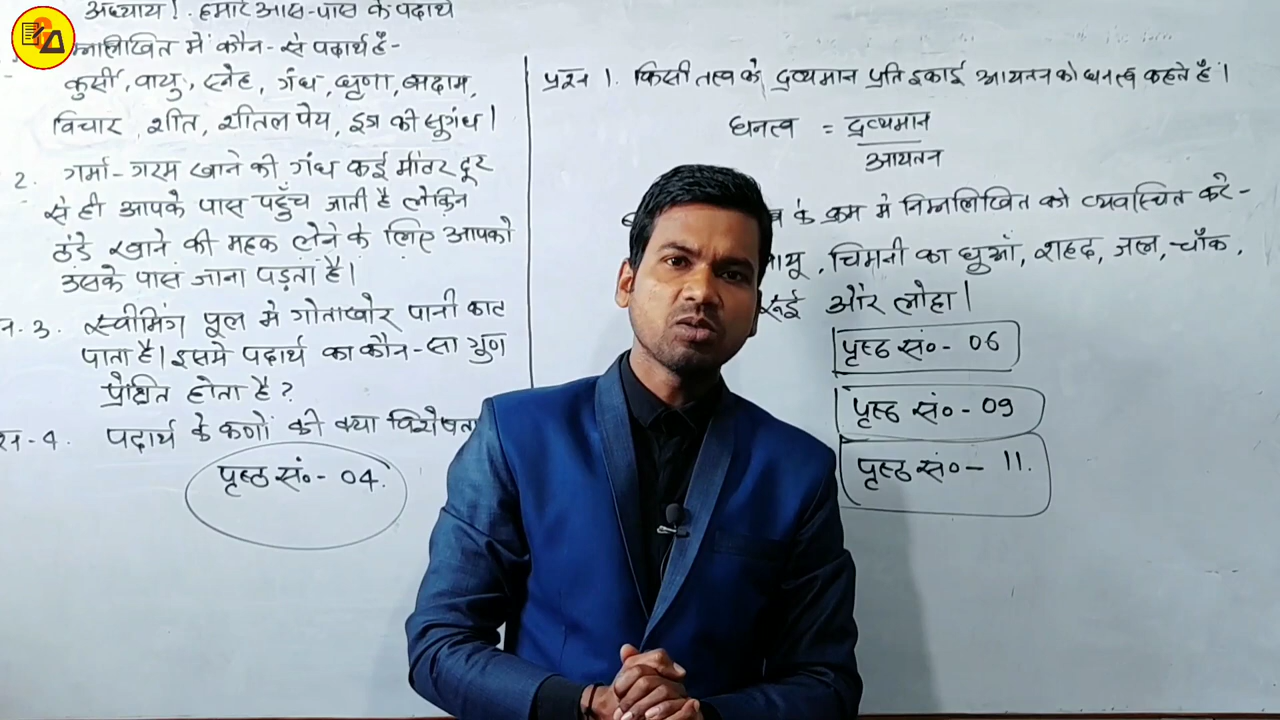 अध्याय 1. हमारे आस-पास के पदार्थ
निम्नलिखित में कौन-से पदार्थ हैं-
कुर्सी, वायु, स्नेह, गंध, घृणा, बादाम,
विचार, शीत, शीतल पेय, इत्र की सुगंध।
2. गर्मा-गरम खाने की गंध कई मीटर दूर
से ही आपके पास पहुँच जाती है लेकिन
ठंडे खाने की महक लेने के लिए आपको
उसके पास जाना पड़ता है।
3. स्वीमिंग पूल में गोताखोर पानी काट
पाता है। इसमें पदार्थ का कौन-सा गुण
प्रेक्षित होता है?
4. पदार्थ के कणों की क्या विशेषता
पृष्ठ सं०- 04.
प्रश्न 1. किसी तत्व के द्रव्यमान प्रति इकाई आयतन को घनत्व कहते हैं।
घनत्व = द्रव्यमान
आयतन
के क्रम में निम्नलिखित को व्यवस्थित करे-
वायु, चिमनी का धुआँ, शहद, जल, चॉक,
रूई और लोहा।
पृष्ठ सं०- 06
पृष्ठ सं०- 09
पृष्ठ सं०- 11.